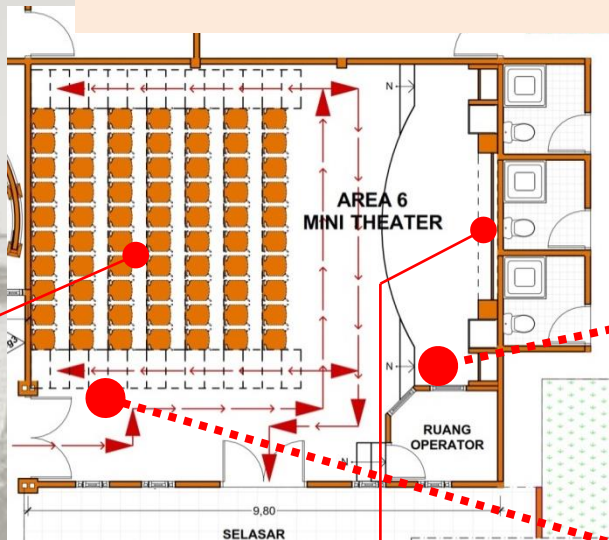 N
AREA 6
MINI THEATER
N
RUANG
OPERATOR
N
9,80
SELASAR